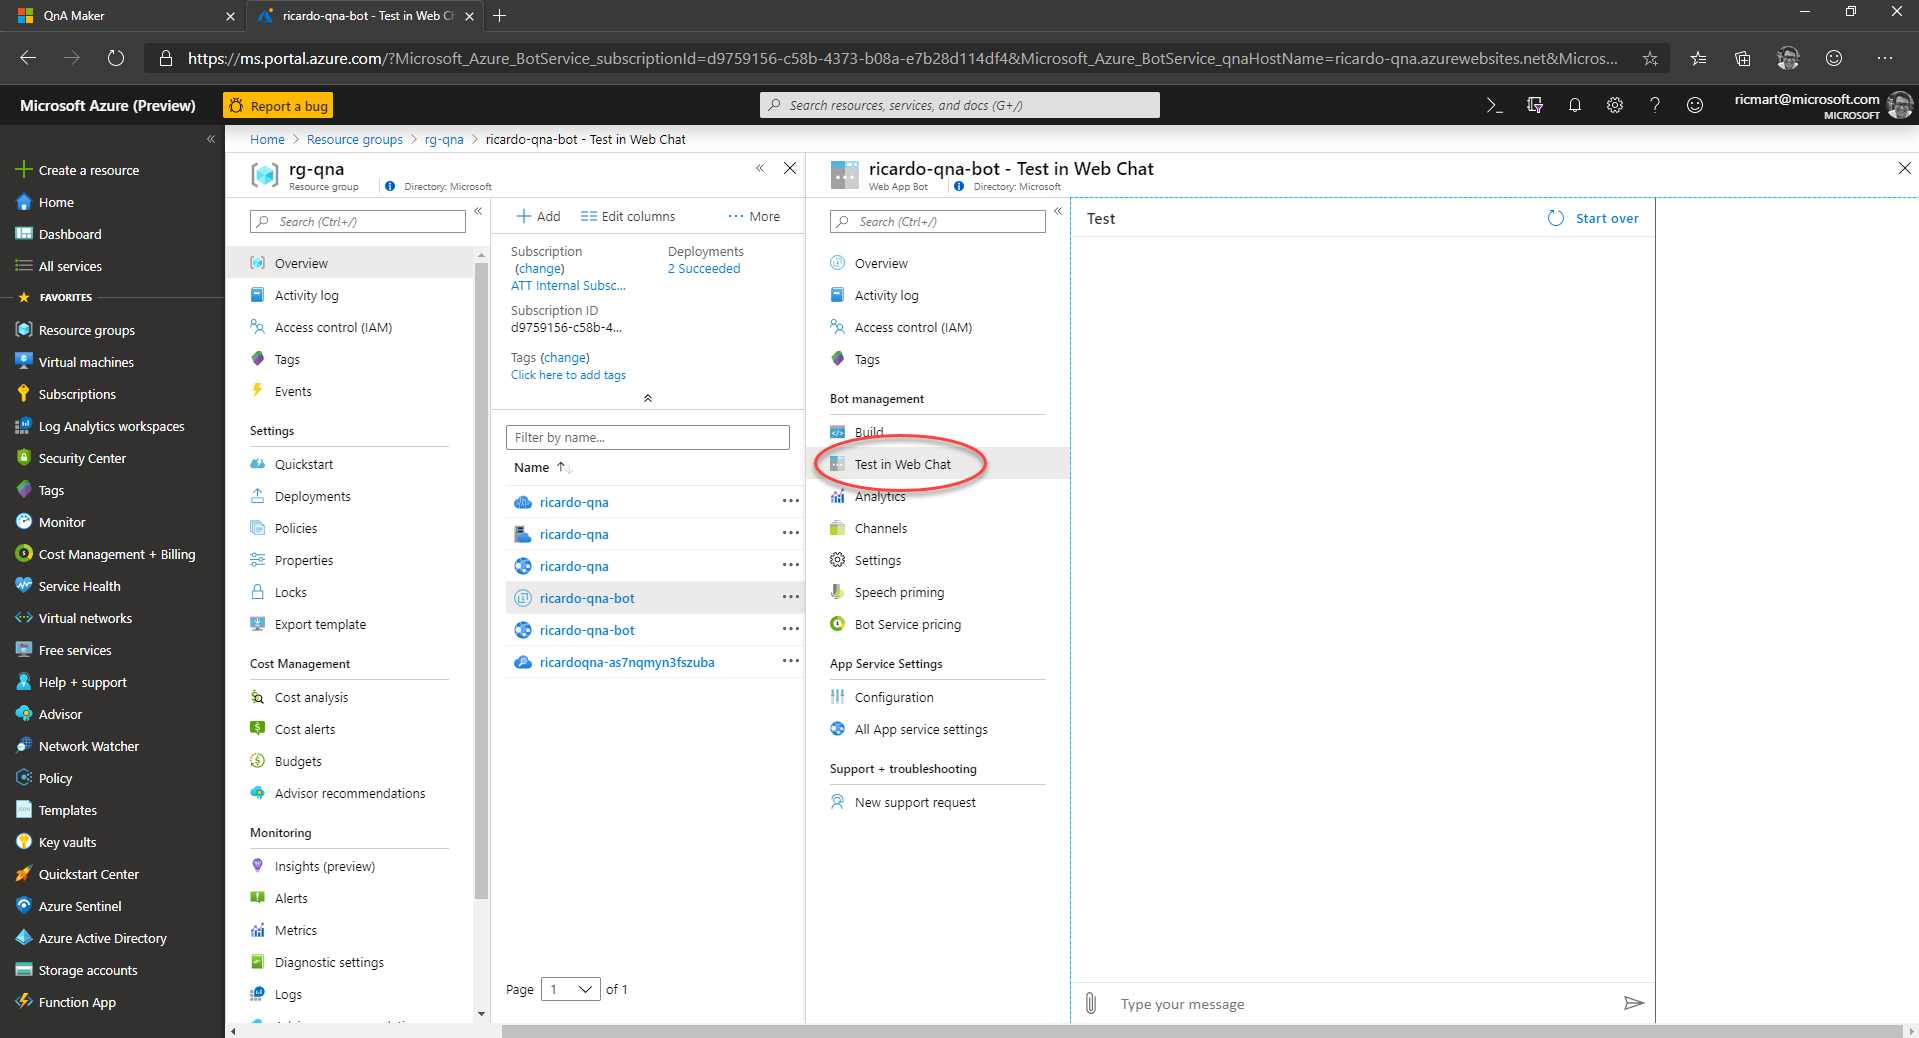 QnA Maker
ricardo-qna-bot - Test in Web C
https://ms.portal.azure.com/?Microsoft_Azure_BotService_subscriptionId=d9759156-c58b-4373-b08a-e7b28d114df4&Microsoft_Azure_BotService_qnaHostName=ricardo-qna.azurewebsites.net&Micros...
Microsoft Azure (Preview)
Report a bug
Search resources, services, and docs (G+/)
ricmart@microsoft.com
MICROSOFT
Home > Resource groups > rg-qna > ricardo-qna-bot - Test in Web Chat
Create a resource
Home
Dashboard
All services
FAVORITES
Resource groups
Virtual machines
Subscriptions
Log Analytics workspaces
Security Center
Tags
Monitor
Cost Management + Billing
Service Health
Virtual networks
Free services
Help + support
Advisor
Network Watcher
Policy
Templates
Key vaults
Quickstart Center
Azure Sentinel
Azure Active Directory
Storage accounts
Function App
rg-qna
Resource group
Directory: Microsoft
Search (Ctrl+/)
Overview
Activity log
Access control (IAM)
Tags
Events
Settings
Quickstart
Deployments
Policies
Properties
Locks
Export template
Cost Management
Cost analysis
Cost alerts
Budgets
Advisor recommendations
Monitoring
Insights (preview)
Alerts
Metrics
Diagnostic settings
Logs
Add
Edit columns
More
Subscription
(change)
ATT Internal Subsc...
Subscription ID
d9759156-c58b-4...
Tags (change)
Click here to add tags
Deployments
2 Succeeded
Filter by name...
Name
ricardo-qna
ricardo-qna
ricardo-qna
ricardo-qna-bot
ricardo-qna-bot
ricardoqna-as7nqmyn3fszuba
Page 1 of 1
ricardo-qna-bot - Test in Web Chat
Web App Bot
Directory: Microsoft
Search (Ctrl+/)
Overview
Activity log
Access control (IAM)
Tags
Bot management
Build
Test in Web Chat
Analytics
Channels
Settings
Speech priming
Bot Service pricing
App Service Settings
Configuration
All App service settings
Support + troubleshooting
New support request
Test
Start over
Type your message